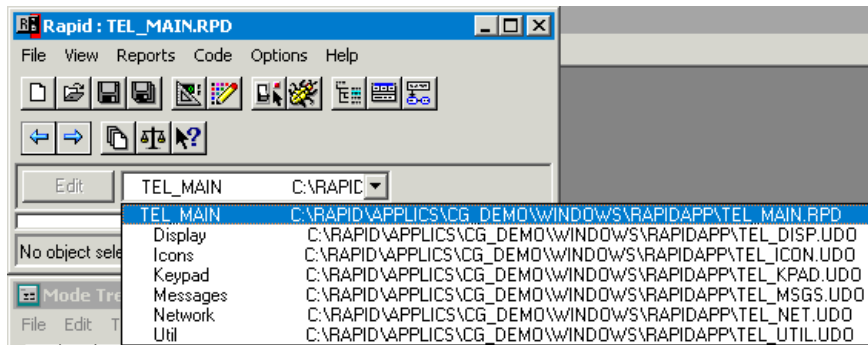 Rapid : TEL_MAIN.RPD
File View Reports Code Options Help
Edit TEL_MAIN C:\RAPID
TEL_MAIN C:\RAPID\APPLICS\CG_DEMO\WINDOWS\RAPIDAPP\TEL_MAIN.RPD
Display C:\RAPID\APPLICS\CG_DEMO\WINDOWS\RAPIDAPP\TEL_DISP.UDO
No object sele
Icons C:\RAPID\APPLICS\CG_DEMO\WINDOWS\RAPIDAPP\TEL_ICON.UDO
Keypad C:\RAPID\APPLICS\CG_DEMO\WINDOWS\RAPIDAPP\TEL_KPAD.UDO
Mode Tre
Messages C:\RAPID\APPLICS\CG_DEMO\WINDOWS\RAPIDAPP\TEL_MSGS.UDO
File Edit T
Network C:\RAPID\APPLICS\CG_DEMO\WINDOWS\RAPIDAPP\TEL_NET.UDO
Util C:\RAPID\APPLICS\CG_DEMO\WINDOWS\RAPIDAPP\TEL_UTIL.UDO